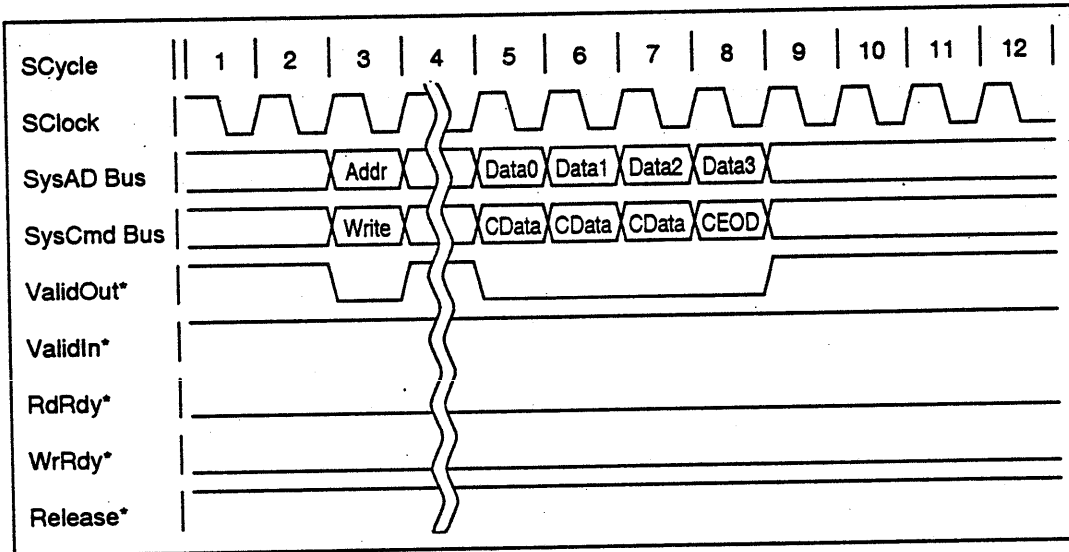 SCycle 1 2 3 4 5 6 7 8 9 10 11 12
SClock
SysAD Bus Addr Data0 Data1 Data2 Data3
SysCmd Bus Write CData CData CData CEOD
ValidOut*
ValidIn*
RdRdy*
WrRdy*
Release*